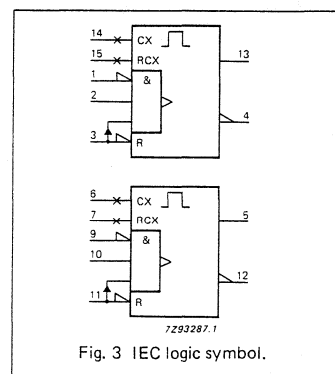 14 CX 13
15 RCX
1 &
2
4
3 R
6 CX
7 RCX 5
9 &
10
12
11 R
7Z93287.1
Fig. 3 IEC logic symbol.